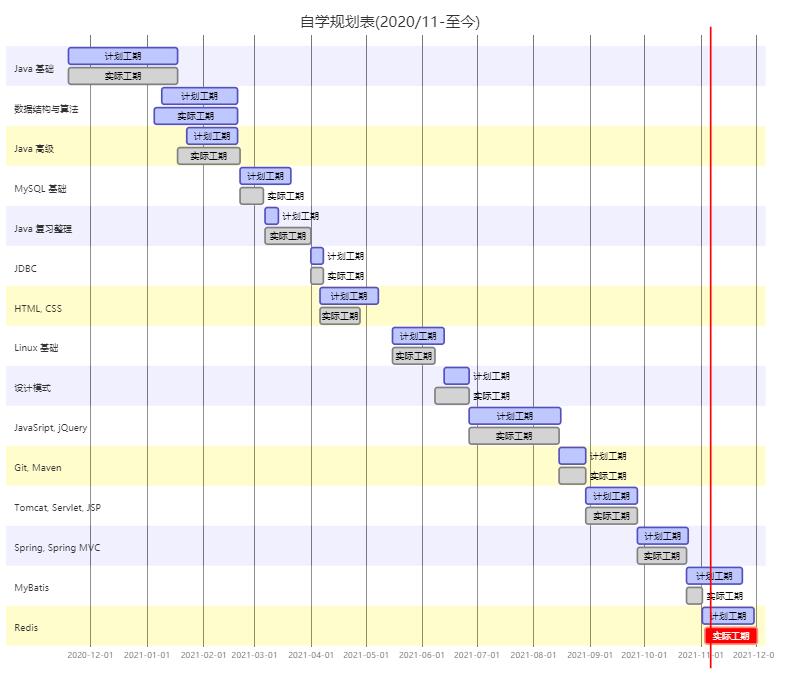 自学规划表(2020/11-至今)
计划工期
Java 基础
实际工期
计划工期
数据结构与算法
实际工期
计划工期
Java 高级
实际工期
计划工期
MySQL 基础
实际工期
计划工期
Java 复习整理
实际工期
计划工期
JDBC
实际工期
计划工期
HTML, CSS
实际工期
计划工期
Linux 基础
实际工期
计划工期
设计模式
实际工期
计划工期
JavaSript, jQuery
实际工期
计划工期
Git, Maven
实际工期
计划工期
Tomcat, Servlet, JSP
实际工期
计划工期
Spring, Spring MVC
实际工期
计划工期
MyBatis
实际工期
计划工期
Redis
实际工期
2020-12-01 2021-01-01 2021-02-01 2021-03-01 2021-04-01 2021-05-01 2021-06-01 2021-07-01 2021-08-01 2021-09-01 2021-10-01 2021-11-01 2021-12-0